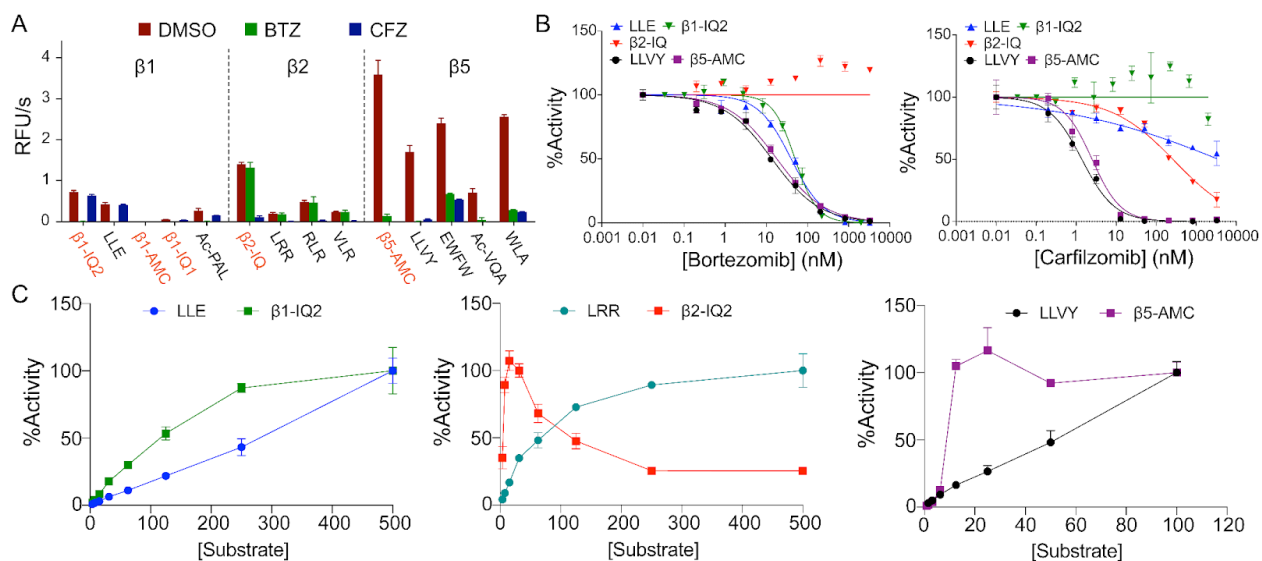 A
DMSO BTZ CFZ
β1 β2 β5
RFU/s
4
3
2
1
0
β1-IQ2
LLE
β1-AMC
β1-IQ1
Ac-PAL
β2-IQ
LRR
RLR
VLR
β5-AMC
LLVY
EWFW
Ac-VQA
WLA
B
LLE β1-IQ2
β2-IQ
LLVY β5-AMC
%Activity
150
100
50
0
0.001 0.01 0.1 1 10 100 1000 10000
[Bortezomib] (nM)
LLE β1-IQ2
β2-IQ
LLVY β5-AMC
%Activity
150
100
50
0
0.001 0.01 0.1 1 10 100 1000 10000
[Carfilzomib] (nM)
C
LLE β1-IQ2
%Activity
150
100
50
0
0 100 200 300 400 500
[Substrate]
LRR β2-IQ2
%Activity
150
100
50
0
0 100 200 300 400 500
[Substrate]
LLVY β5-AMC
%Activity
150
100
50
0
0 20 40 60 80 100 120
[Substrate]